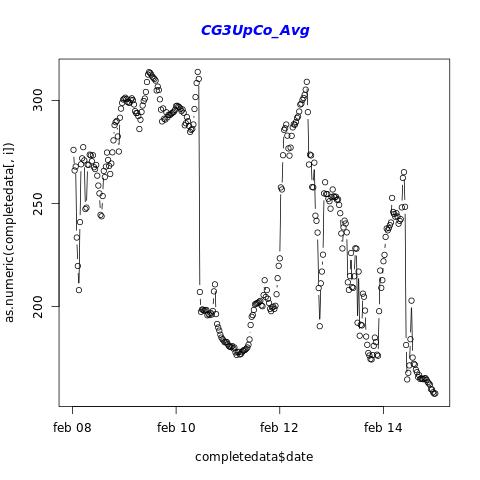 CG3UpCo_Avg
as.numeric(completedata[, i])
300
250
200
feb 08 feb 10 feb 12 feb 14
completedata$date